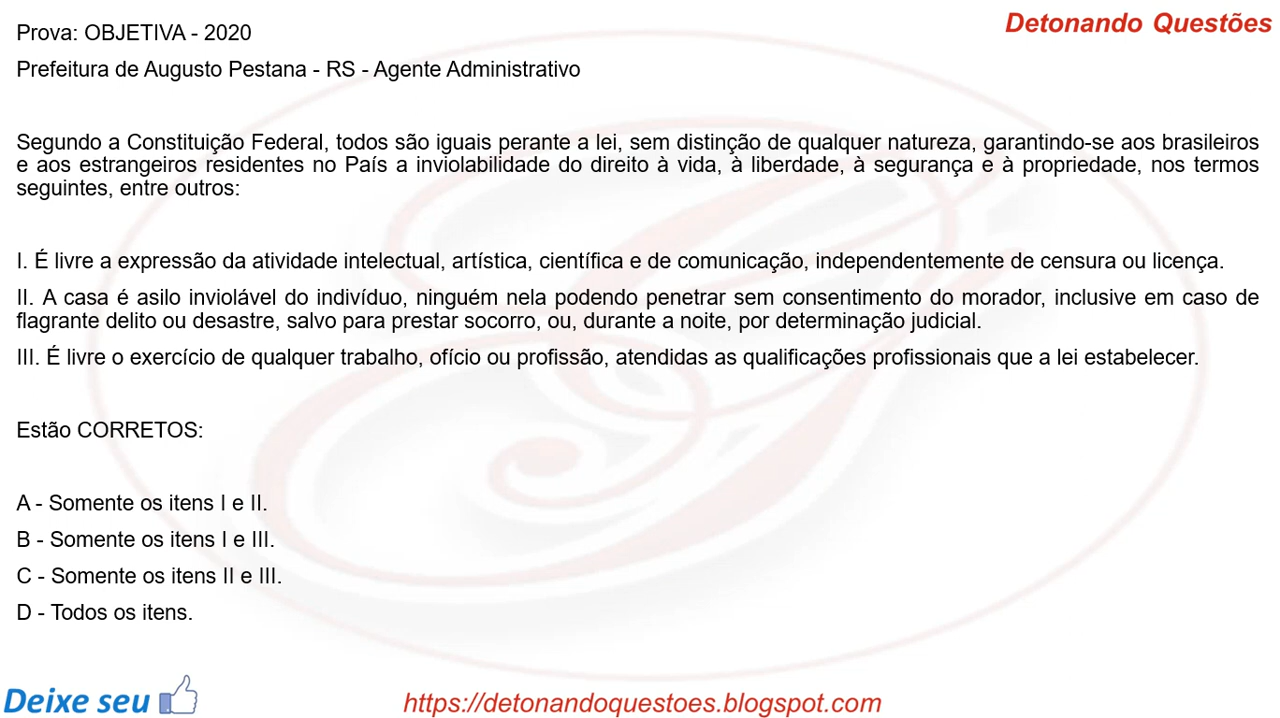 Detonando Questões
Prova: OBJETIVA - 2020
Prefeitura de Augusto Pestana - RS - Agente Administrativo
Segundo a Constituição Federal, todos são iguais perante a lei, sem distinção de qualquer natureza, garantindo-se aos brasileiros
e aos estrangeiros residentes no País a inviolabilidade do direito à vida, à liberdade, à segurança e à propriedade, nos termos
seguintes, entre outros:
I. É livre a expressão da atividade intelectual, artística, científica e de comunicação, independentemente de censura ou licença.
II. A casa é asilo inviolável do indivíduo, ninguém nela podendo penetrar sem consentimento do morador, inclusive em caso de
flagrante delito ou desastre, salvo para prestar socorro, ou, durante a noite, por determinação judicial.
III. É livre o exercício de qualquer trabalho, ofício ou profissão, atendidas as qualificações profissionais que a lei estabelecer.
Estão CORRETOS:
A - Somente os itens I e II.
B - Somente os itens I e III.
C - Somente os itens II e III.
D - Todos os itens.
Deixe seu
https://detonandoquestoes.blogspot.com